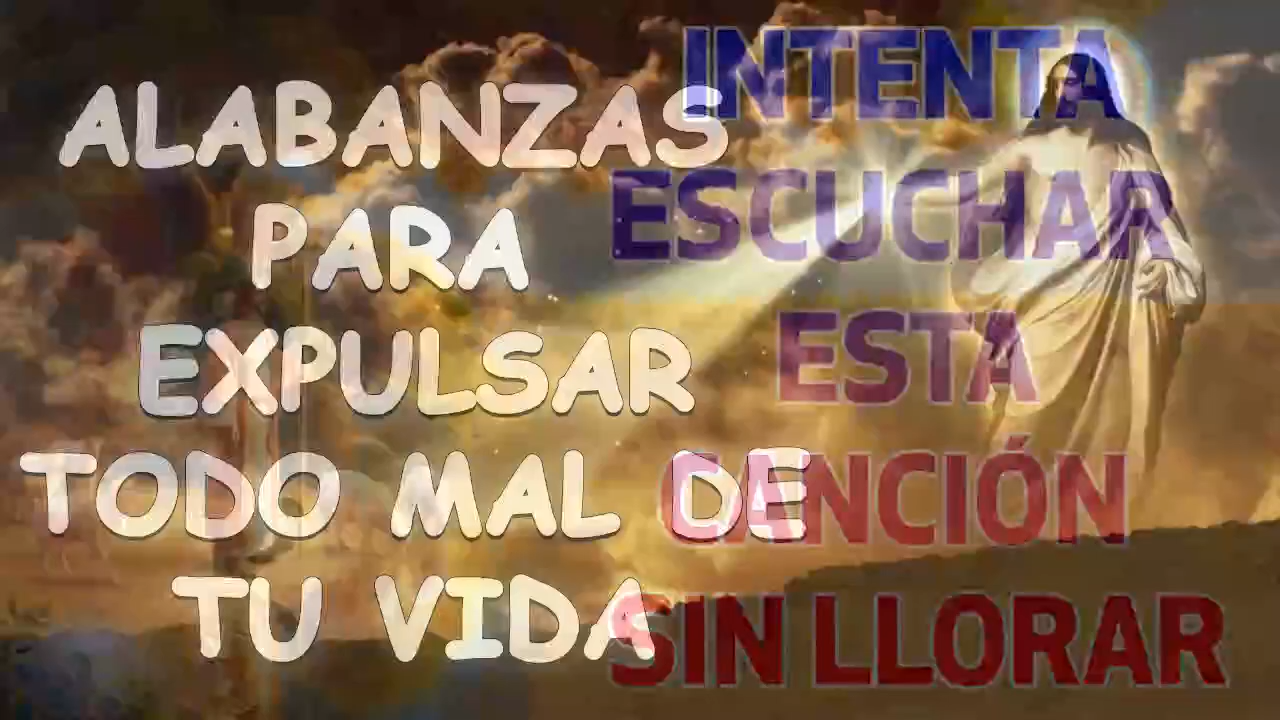 ALABANZAS
PARA
EXPULSAR
TODO MAL DE
TU VIDA
INTENTA
ESCUCHAR
ESTA
CANCIÓN
SIN LLORAR